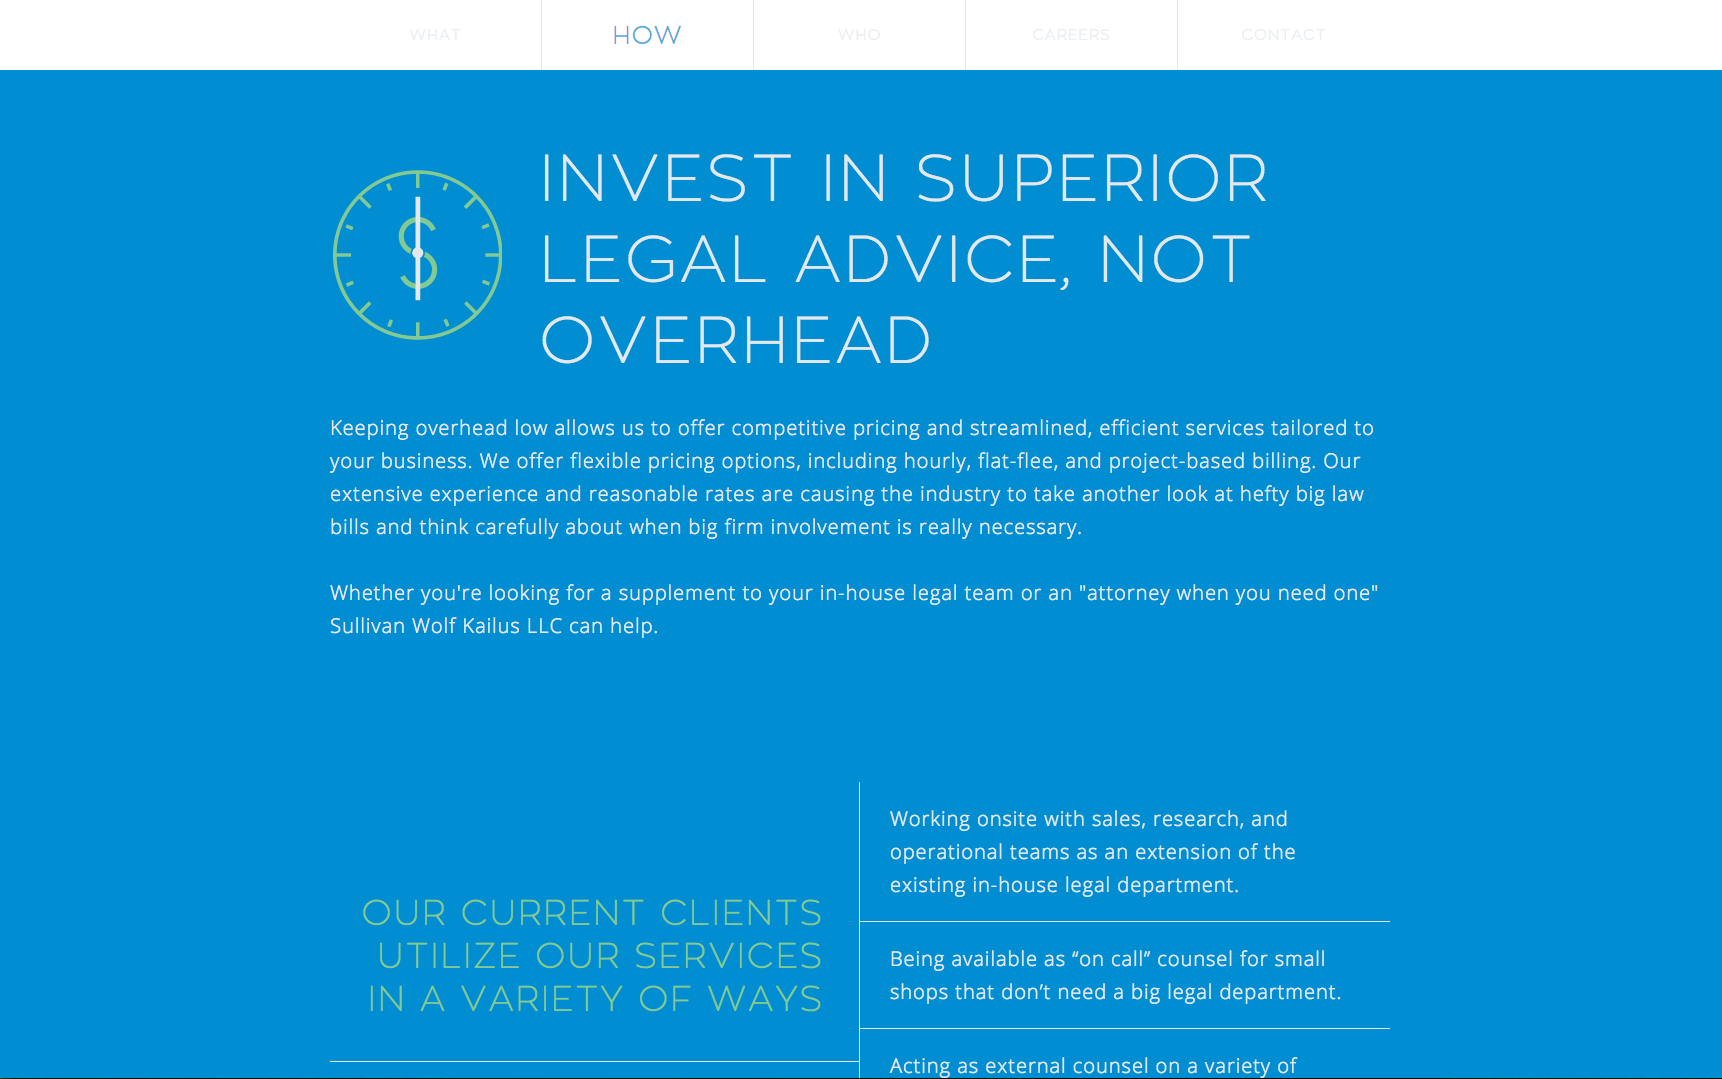 WHAT
HOW
WHO
CAREERS
CONTACT
INVEST IN SUPERIOR
LEGAL ADVICE, NOT
OVERHEAD
Keeping overhead low allows us to offer competitive pricing and streamlined, efficient services tailored to
your business. We offer flexible pricing options, including hourly, flat-flee, and project-based billing. Our
extensive experience and reasonable rates are causing the industry to take another look at hefty big law
bills and think carefully about when big firm involvement is really necessary.
Whether you're looking for a supplement to your in-house legal team or an "attorney when you need one"
Sullivan Wolf Kailus LLC can help.
OUR CURRENT CLIENTS
UTILIZE OUR SERVICES
IN A VARIETY OF WAYS
Working onsite with sales, research, and
operational teams as an extension of the
existing in-house legal department.
Being available as “on call” counsel for small
shops that don’t need a big legal department.
Acting as external counsel on a variety of